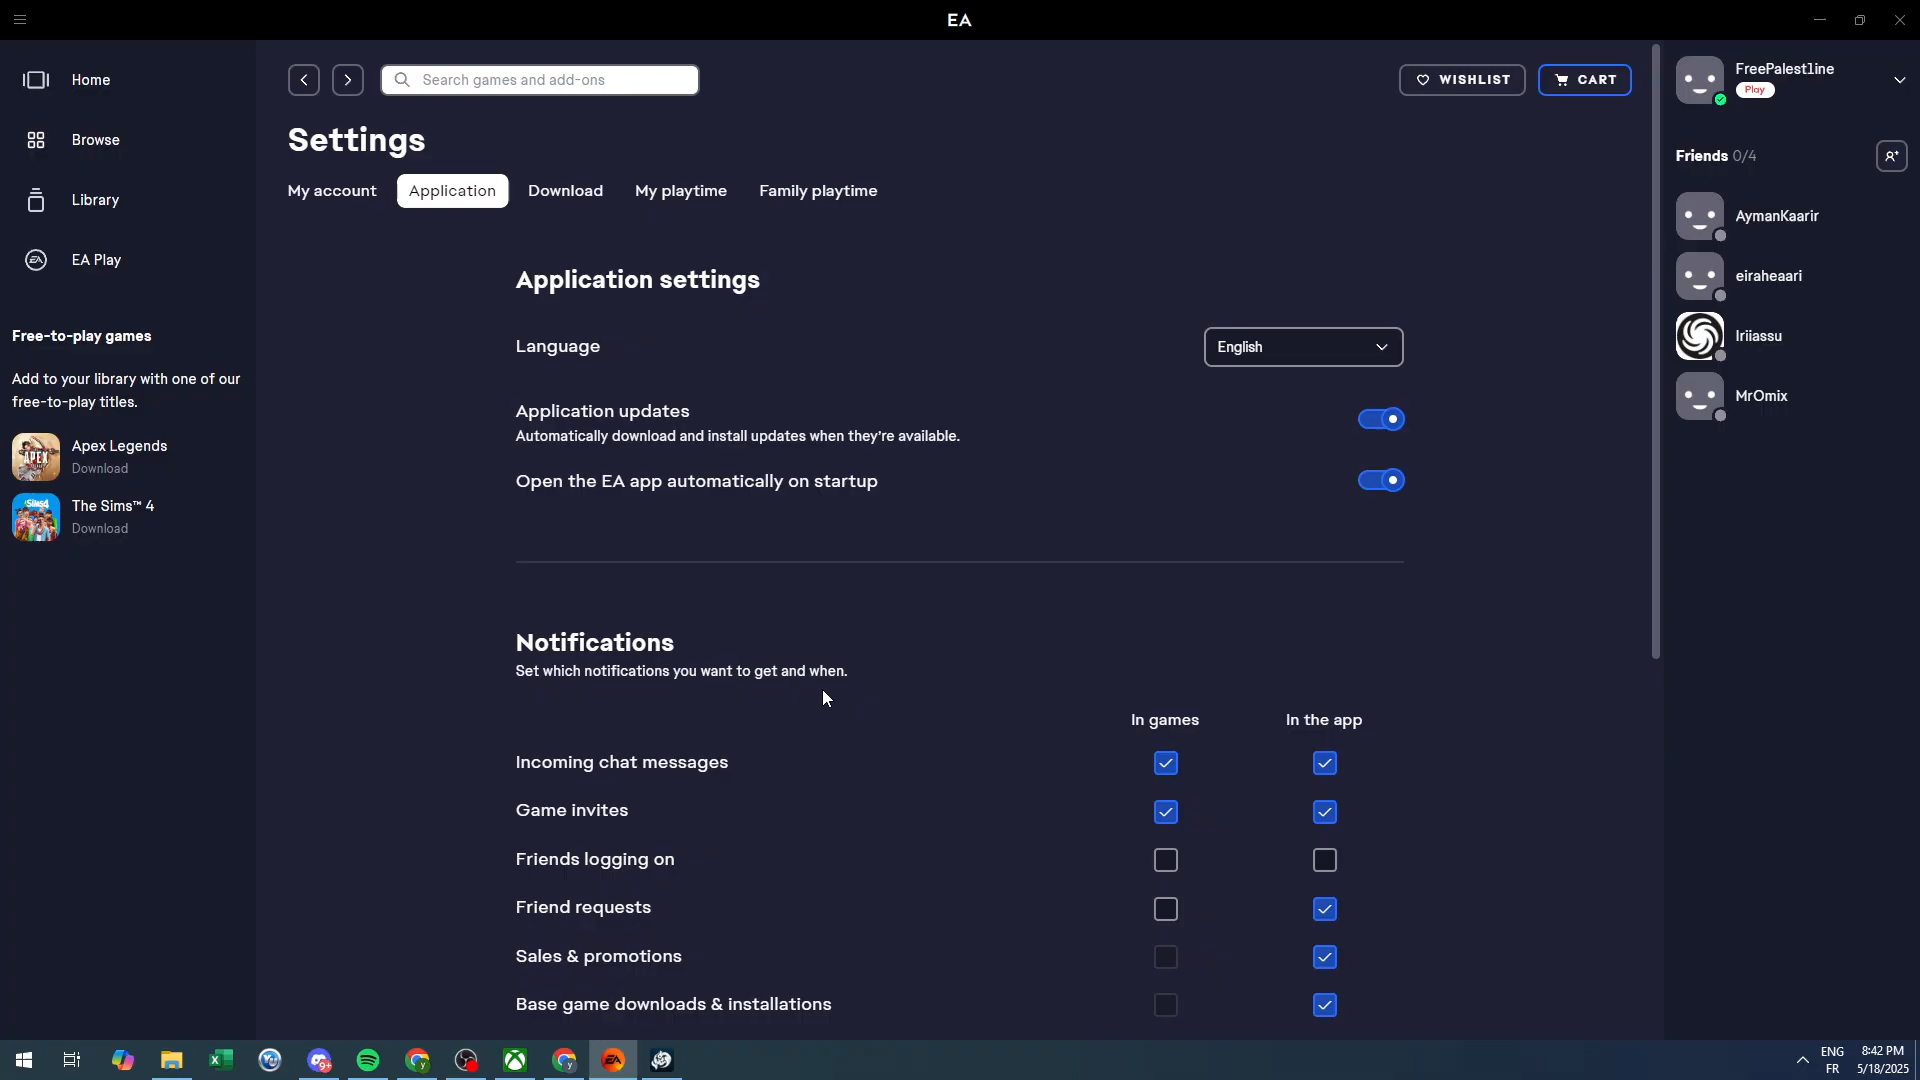 EA
Home
Browse
Library
EA Play
Free-to-play games
Add to your library with one of our
free-to-play titles.
Apex Legends
Download
The Sims™ 4
Download
Search games and add-ons
WISHLIST
CART
Settings
My account
Application
Download
My playtime
Family playtime
Application settings
Language
English
Application updates
Automatically download and install updates when they're available.
Open the EA app automatically on startup
Notifications
Set which notifications you want to get and when.
In games
In the app
Incoming chat messages
Game invites
Friends logging on
Friend requests
Sales & promotions
Base game downloads & installations
FreePalest1ine
Play
Friends 0/4
AymanKaarir
eiraheaari
Iriiassu
MrOmix
9+
EA
ENG
FR
8:42 PM
5/18/2025